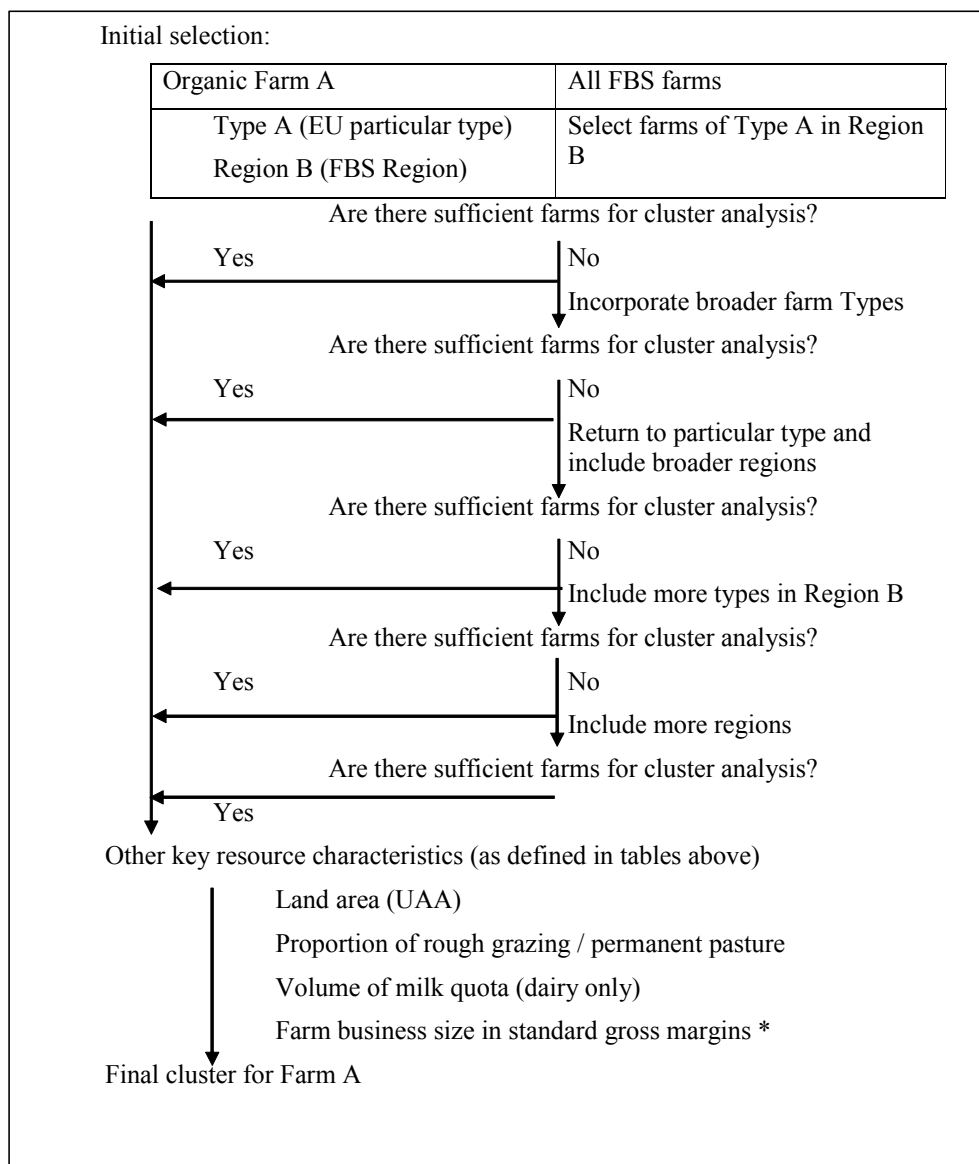 Initial selection:
Organic Farm A
All FBS farms
Type A (EU particular type)
Region B (FBS Region)
Select farms of Type A in Region
B
Are there sufficient farms for cluster analysis?
Yes
No
Incorporate broader farm Types
Are there sufficient farms for cluster analysis?
Yes
No
Return to particular type and
include broader regions
Are there sufficient farms for cluster analysis?
Yes
No
Include more types in Region B
Are there sufficient farms for cluster analysis?
Yes
No
Include more regions
Are there sufficient farms for cluster analysis?
Yes
Other key resource characteristics (as defined in tables above)
Land area (UAA)
Proportion of rough grazing / permanent pasture
Volume of milk quota (dairy only)
Farm business size in standard gross margins *
Final cluster for Farm A